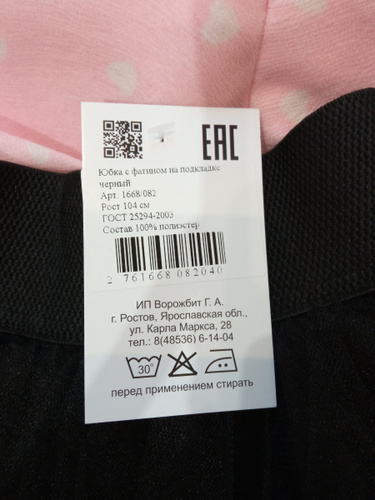 EAC
Юбка с фатином на подкладке
черный
Арт. 1668/082
Рост 104 см
ГОСТ 25294-2003
Состав 100% полиэстер
2 761668 082040
ИП Ворожбит Г. А.
г. Ростов, Ярославская обл.,
ул. Карла Маркса, 28
тел.: 8(48536) 6-14-04
30°
перед применением стирать